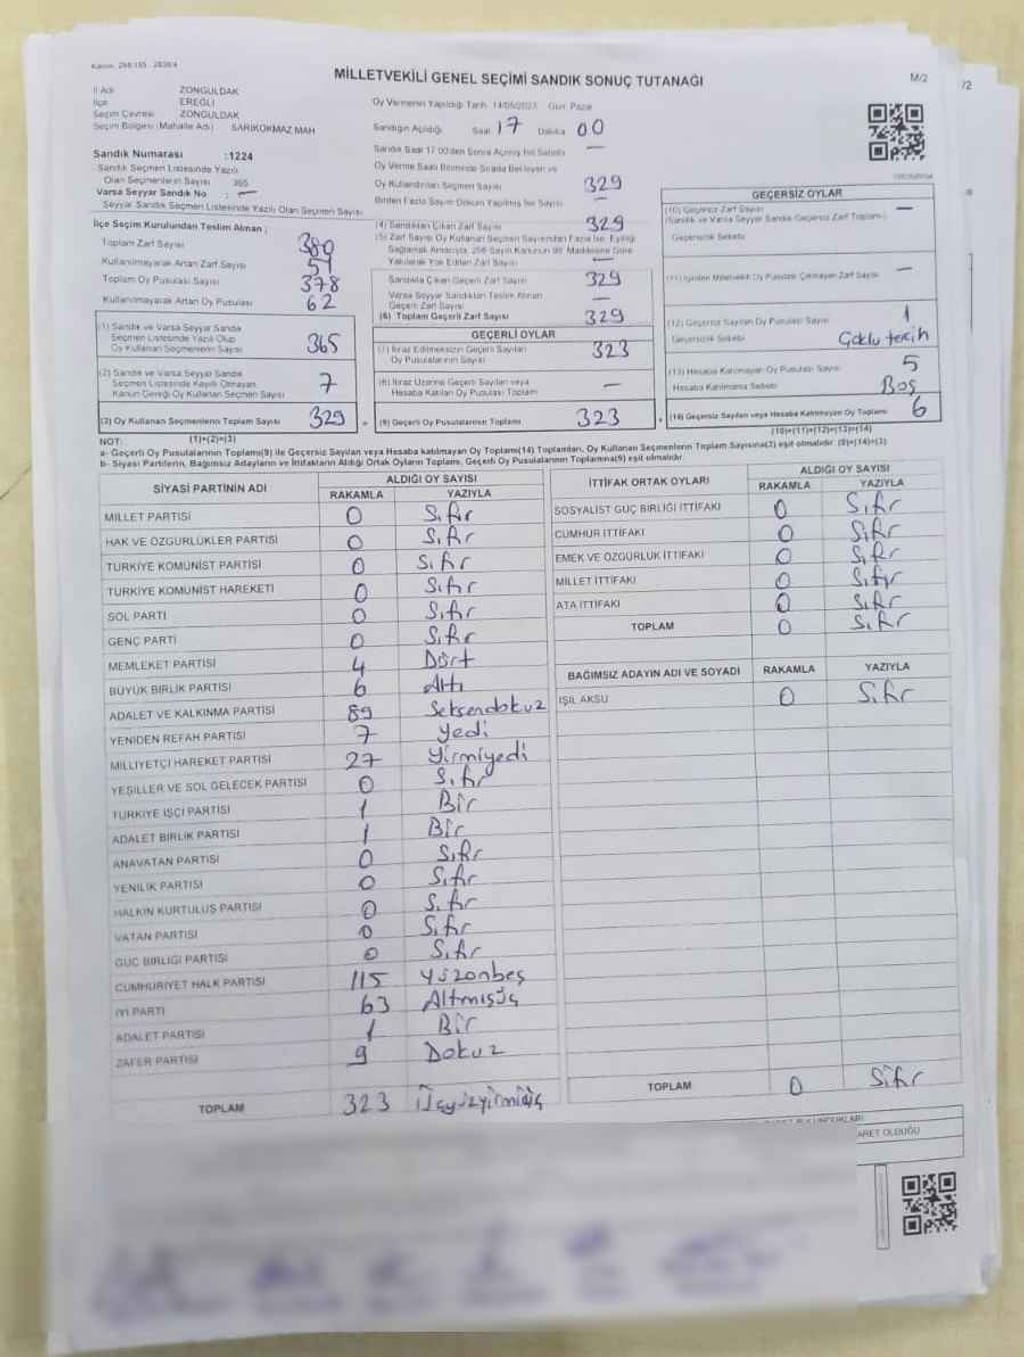 MİLLETVEKİLİ GENEL SEÇİMİ SANDIK SONUÇ TUTANAĞI
M/2
/2
İl Adı ZONGULDAK
İlçe EREĞLİ
Seçim Çevresi ZONGULDAK
Seçim Bölgesi (Mahalle Adı) SARIKORKMAZ MAH
Sandık Numarası :1224
Sandık Seçmen Listesinde Yazılı
Olan Seçmenlerin Sayısı 365
Varsa Seyyar Sandık No : —
Seyyar Sandık Seçmen Listesinde Yazılı Olan Seçmen Sayısı
İlçe Seçim Kurulundan Teslim Alınan ;
Toplam Zarf Sayısı 380
Kullanılmayarak Artan Zarf Sayısı 51
Toplam Oy Pusulası Sayısı 378
Kullanılmayarak Artan Oy Pusulası 62
(1) Sandık ve Varsa Seyyar Sandık
Seçmen Listesinde Yazılı Olup
Oy Kullanan Seçmenlerin Sayısı 365
(2) Sandık ve Varsa Seyyar Sandık
Seçmen Listesinde Kayıtlı Olmayan,
Kanun Gereği Oy Kullanan Seçmen Sayısı 7
(3) Oy Kullanan Seçmenlerin Toplam Sayısı 329
(1)+(2)=(3)
Oy Vermenin Yapıldığı Tarih 14/05/2023 Gün Pazar
Sandığın Açıldığı Saat 17 Dakika 00
Sandık Saat 17.00'den Sonra Açılmış İse Sebebi —
Oy Kullandırılan Seçmen Sayısı 329
Birden Fazla Sayım Döküm Yapılmış İse Sayısı —
(4) Sandıktan Çıkan Zarf Sayısı 329
(5) Zarf Sayısı Oy Kullanan Seçmen Sayısından Fazla İse, Eşitliği
Sağlamak Amacıyla, 298 Sayılı Kanunun 98. Maddesine Göre
Yakılarak Yok Edilen Zarf Sayısı —
Sandıkta Çıkan Geçerli Zarf Sayısı 329
Varsa Seyyar Sandıktan Teslim Alınan
Geçerli Zarf Sayısı —
(6) Toplam Geçerli Zarf Sayısı 329
GEÇERLİ OYLAR
(7) İtiraz Edilmeksizin Geçerli Sayılan
Oy Pusulalarının Sayısı 323
(8) İtiraz Üzerine Geçerli Sayılan veya
Hesaba Katılan Oy Pusulası Toplamı —
(9) Geçerli Oy Pusulalarının Toplamı 323
GEÇERSİZ OYLAR
(10) Geçersiz Zarf Sayısı —
(Sandık ve Varsa Seyyar Sandık Geçersiz Zarf Toplamı)
Geçersizlik Sebebi
(11) İçinden Milletvekili Oy Pusulası Çıkmayan Zarf Sayısı —
(12) Geçersiz Sayılan Oy Pusulası Sayısı 1
Geçersizlik Sebebi Çoklu tercih
(13) Hesaba Katılmayan Oy Pusulası Sayısı 5
Hesaba Katılmama Sebebi Boş
(14) Geçersiz Sayılan veya Hesaba Katılmayan Oy Toplamı 6
(10)+(11)+(12)+(13)=(14)
NOT:
a- Geçerli Oy Pusulalarının Toplamı(9) ile Geçersiz Sayılan veya Hesaba katılmayan Oy Toplamı(14) Toplamları, Oy Kullanan Seçmenlerin Toplam Sayısına(3) eşit olmalıdır. (9)+(14)=(3)
b- Siyasi Partilerin, Bağımsız Adayların ve İttifakların Aldığı Ortak Oyların Toplamı, Geçerli Oy Pusulalarının Toplamına(9) eşit olmalıdır.
SİYASİ PARTİNİN ADI ALDIĞI OY SAYISI
RAKAMLA YAZIYLA
MİLLET PARTİSİ 0 Sıfır
HAK VE ÖZGÜRLÜKLER PARTİSİ 0 Sıfır
TÜRKİYE KOMÜNİST PARTİSİ 0 Sıfır
TÜRKİYE KOMÜNİST HAREKETİ 0 Sıfır
SOL PARTİ 0 Sıfır
GENÇ PARTİ 0 Sıfır
MEMLEKET PARTİSİ 4 Dört
BÜYÜK BİRLİK PARTİSİ 6 Altı
ADALET VE KALKINMA PARTİSİ 89 Seksendokuz
YENİDEN REFAH PARTİSİ 7 Yedi
MİLLİYETÇİ HAREKET PARTİSİ 27 Yirmiyedi
YEŞİLLER VE SOL GELECEK PARTİSİ 0 Sıfır
TÜRKİYE İŞÇİ PARTİSİ 1 Bir
ADALET BİRLİK PARTİSİ 1 Bir
ANAVATAN PARTİSİ 0 Sıfır
YENİLİK PARTİSİ 0 Sıfır
HALKIN KURTULUŞ PARTİSİ 0 Sıfır
VATAN PARTİSİ 0 Sıfır
GÜÇ BİRLİĞİ PARTİSİ 0 Sıfır
CUMHURİYET HALK PARTİSİ 115 Yüzonbeş
İYİ PARTİ 63 Altmışüç
ADALET PARTİSİ 1 Bir
ZAFER PARTİSİ 9 Dokuz
TOPLAM 323 Üçyüzyirmiüç
İTTİFAK ORTAK OYLARI ALDIĞI OY SAYISI
RAKAMLA YAZIYLA
SOSYALİST GÜÇ BİRLİĞİ İTTİFAKI 0 Sıfır
CUMHUR İTTİFAKI 0 Sıfır
EMEK VE ÖZGÜRLÜK İTTİFAKI 0 Sıfır
MİLLET İTTİFAKI 0 Sıfır
ATA İTTİFAKI 0 Sıfır
TOPLAM 0 Sıfır
BAĞIMSIZ ADAYIN ADI VE SOYADI RAKAMLA YAZIYLA
IŞIL AKSU 0 Sıfır
TOPLAM 0 Sıfır